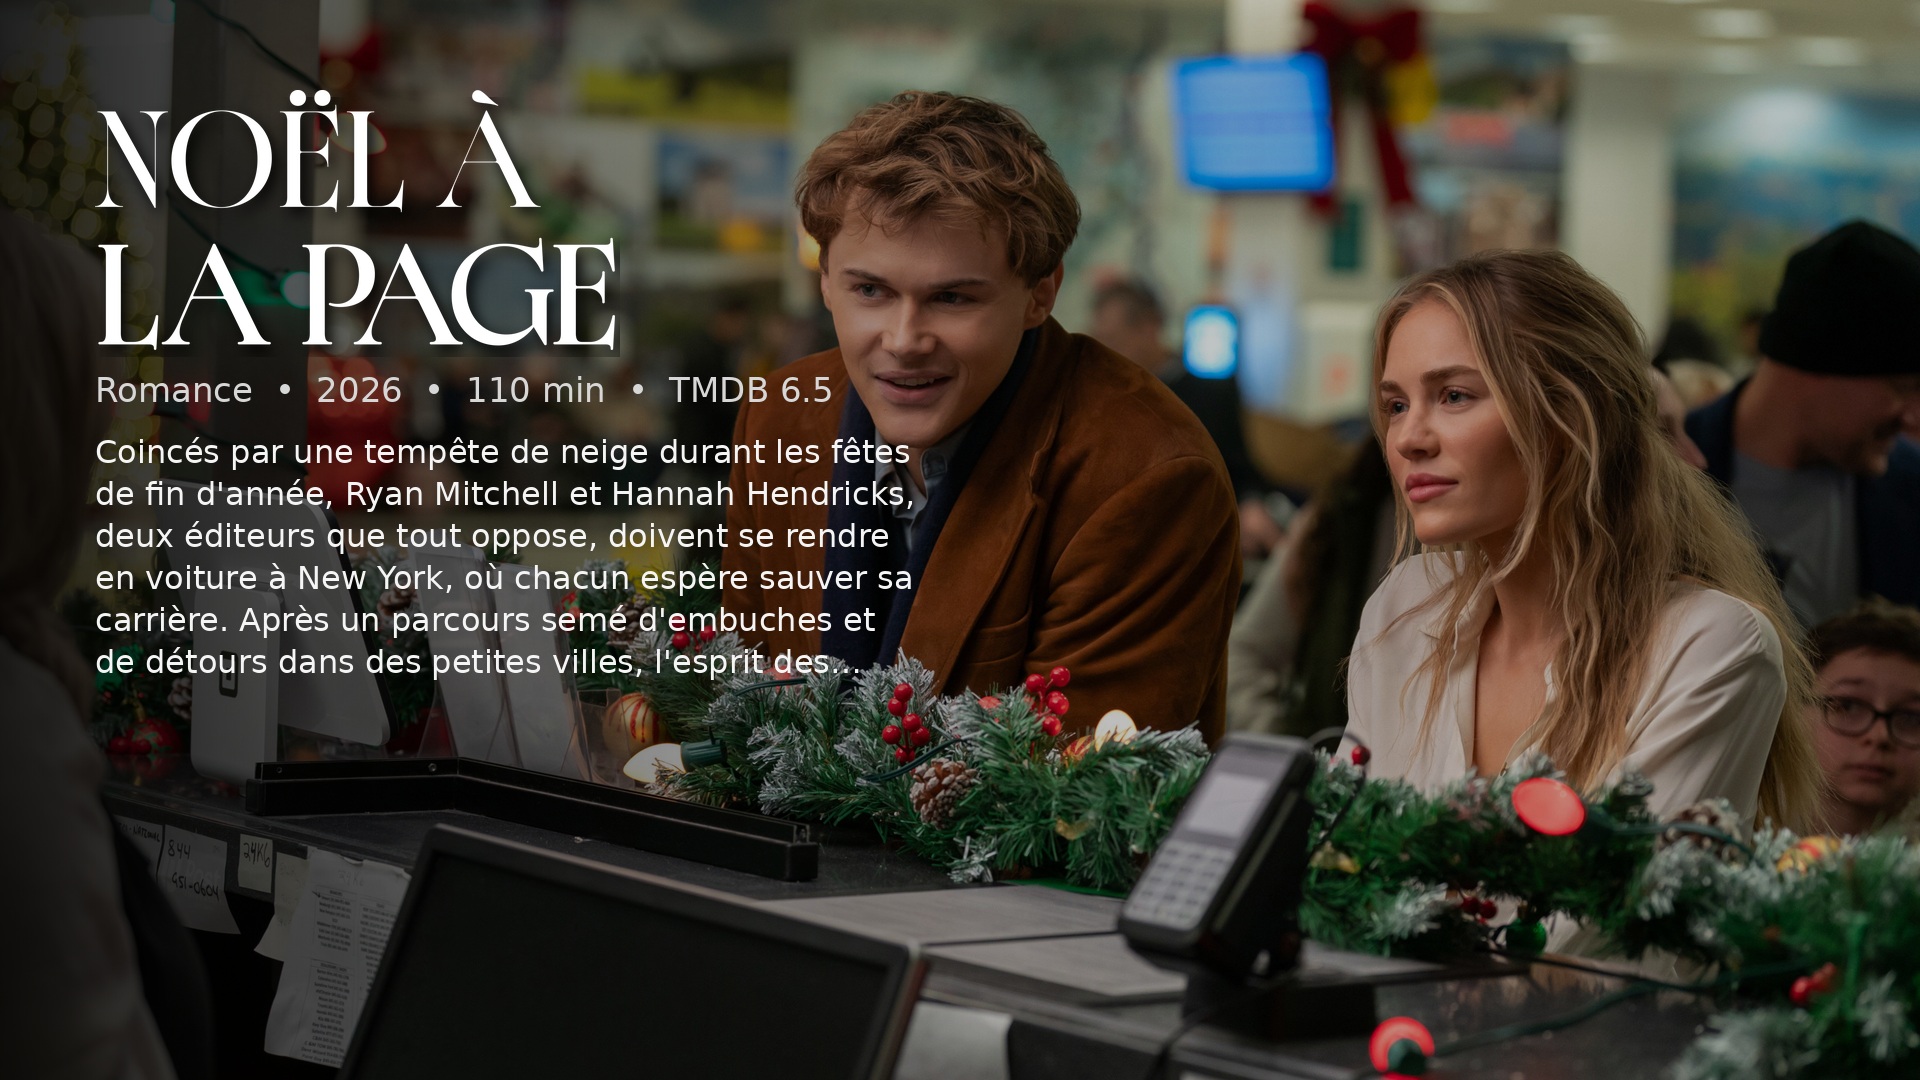 NOËL À
LA PAGE
Romance • 2026 • 110 min • TMDB 6.5
Coincés par une tempête de neige durant les fêtes
de fin d'année, Ryan Mitchell et Hannah Hendricks,
deux éditeurs que tout oppose, doivent se rendre
en voiture à New York, où chacun espère sauver sa
carrière. Après un parcours semé d'embuches et
de détours dans des petites villes, l'esprit des...
844
951-0604